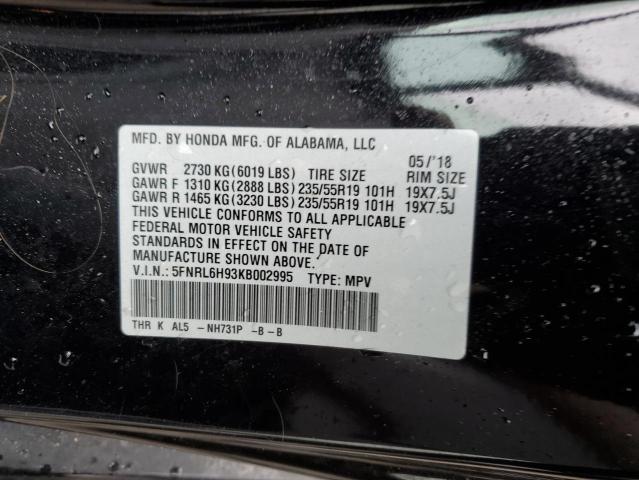 MFD. BY HONDA MFG. OF ALABAMA, LLC
05/'18
GVWR 2730 KG(6019 LBS) TIRE SIZE RIM SIZE
GAWR F 1310 KG(2888 LBS)235/55R19 101H 19X7.5J
GAWR R 1465 KG(3230 LBS)235/55R19 101H 19X7.5J
THIS VEHICLE CONFORMS TO ALL APPLICABLE
FEDERAL MOTOR VEHICLE SAFETY
STANDARDS IN EFFECT ON THE DATE OF
MANUFACTURE SHOWN ABOVE.
V.I.N.: 5FNRL6H93KB002995 TYPE: MPV
THR K AL5 -NH731P -B-B